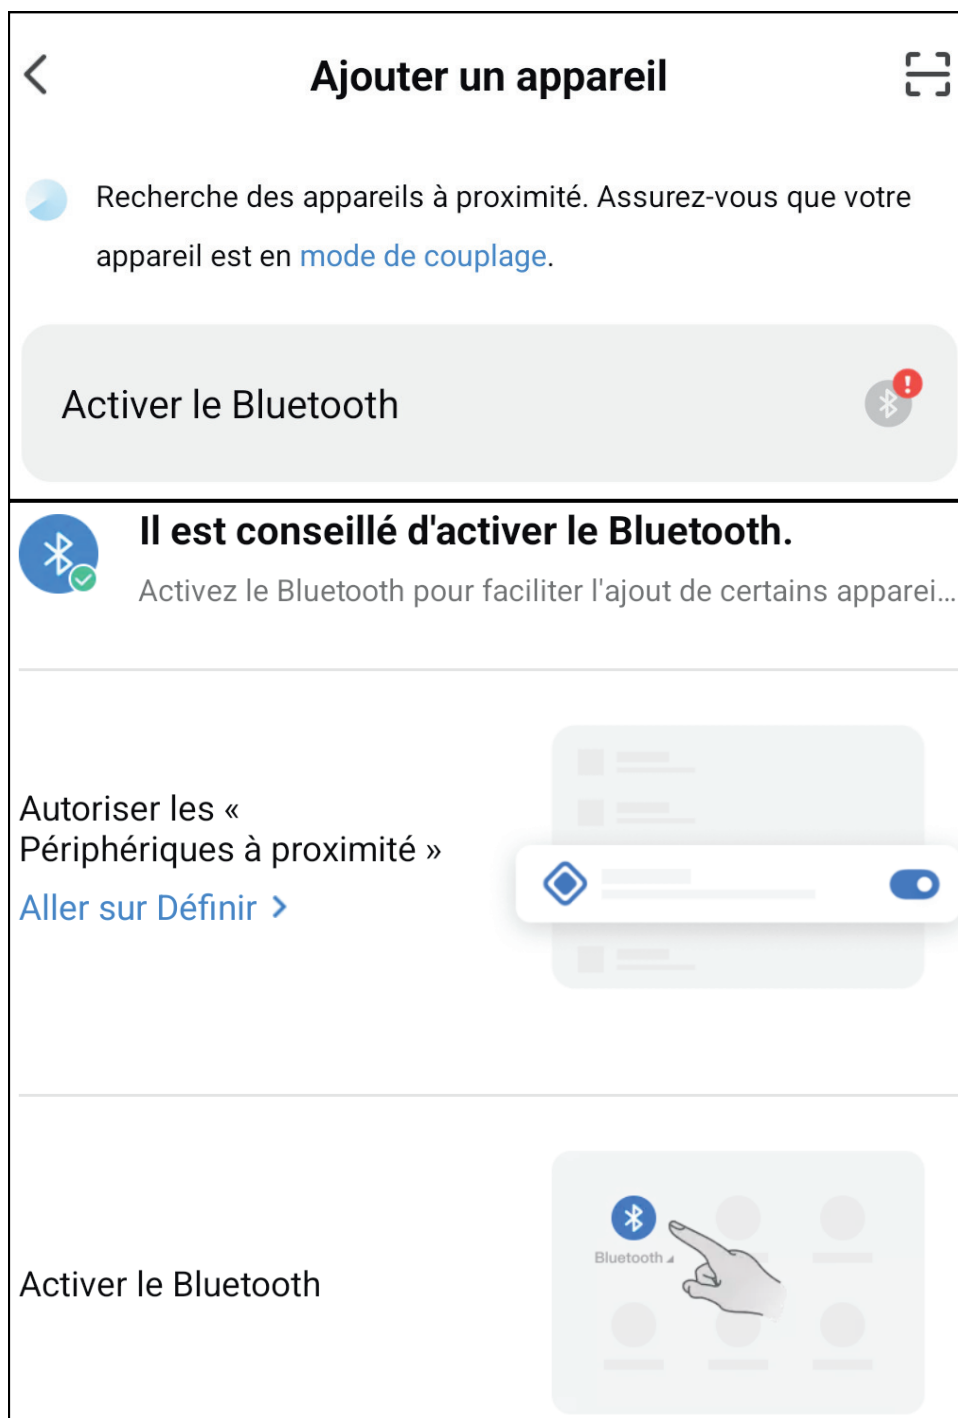 Ajouter un appareil
Recherche des appareils à proximité. Assurez-vous que votre
appareil est en mode de couplage.
Activer le Bluetooth
Il est conseillé d'activer le Bluetooth.
Activez le Bluetooth pour faciliter l'ajout de certains apparei...
Autoriser les «
Périphériques à proximité »
Aller sur Définir >
Bluetooth
Activer le Bluetooth